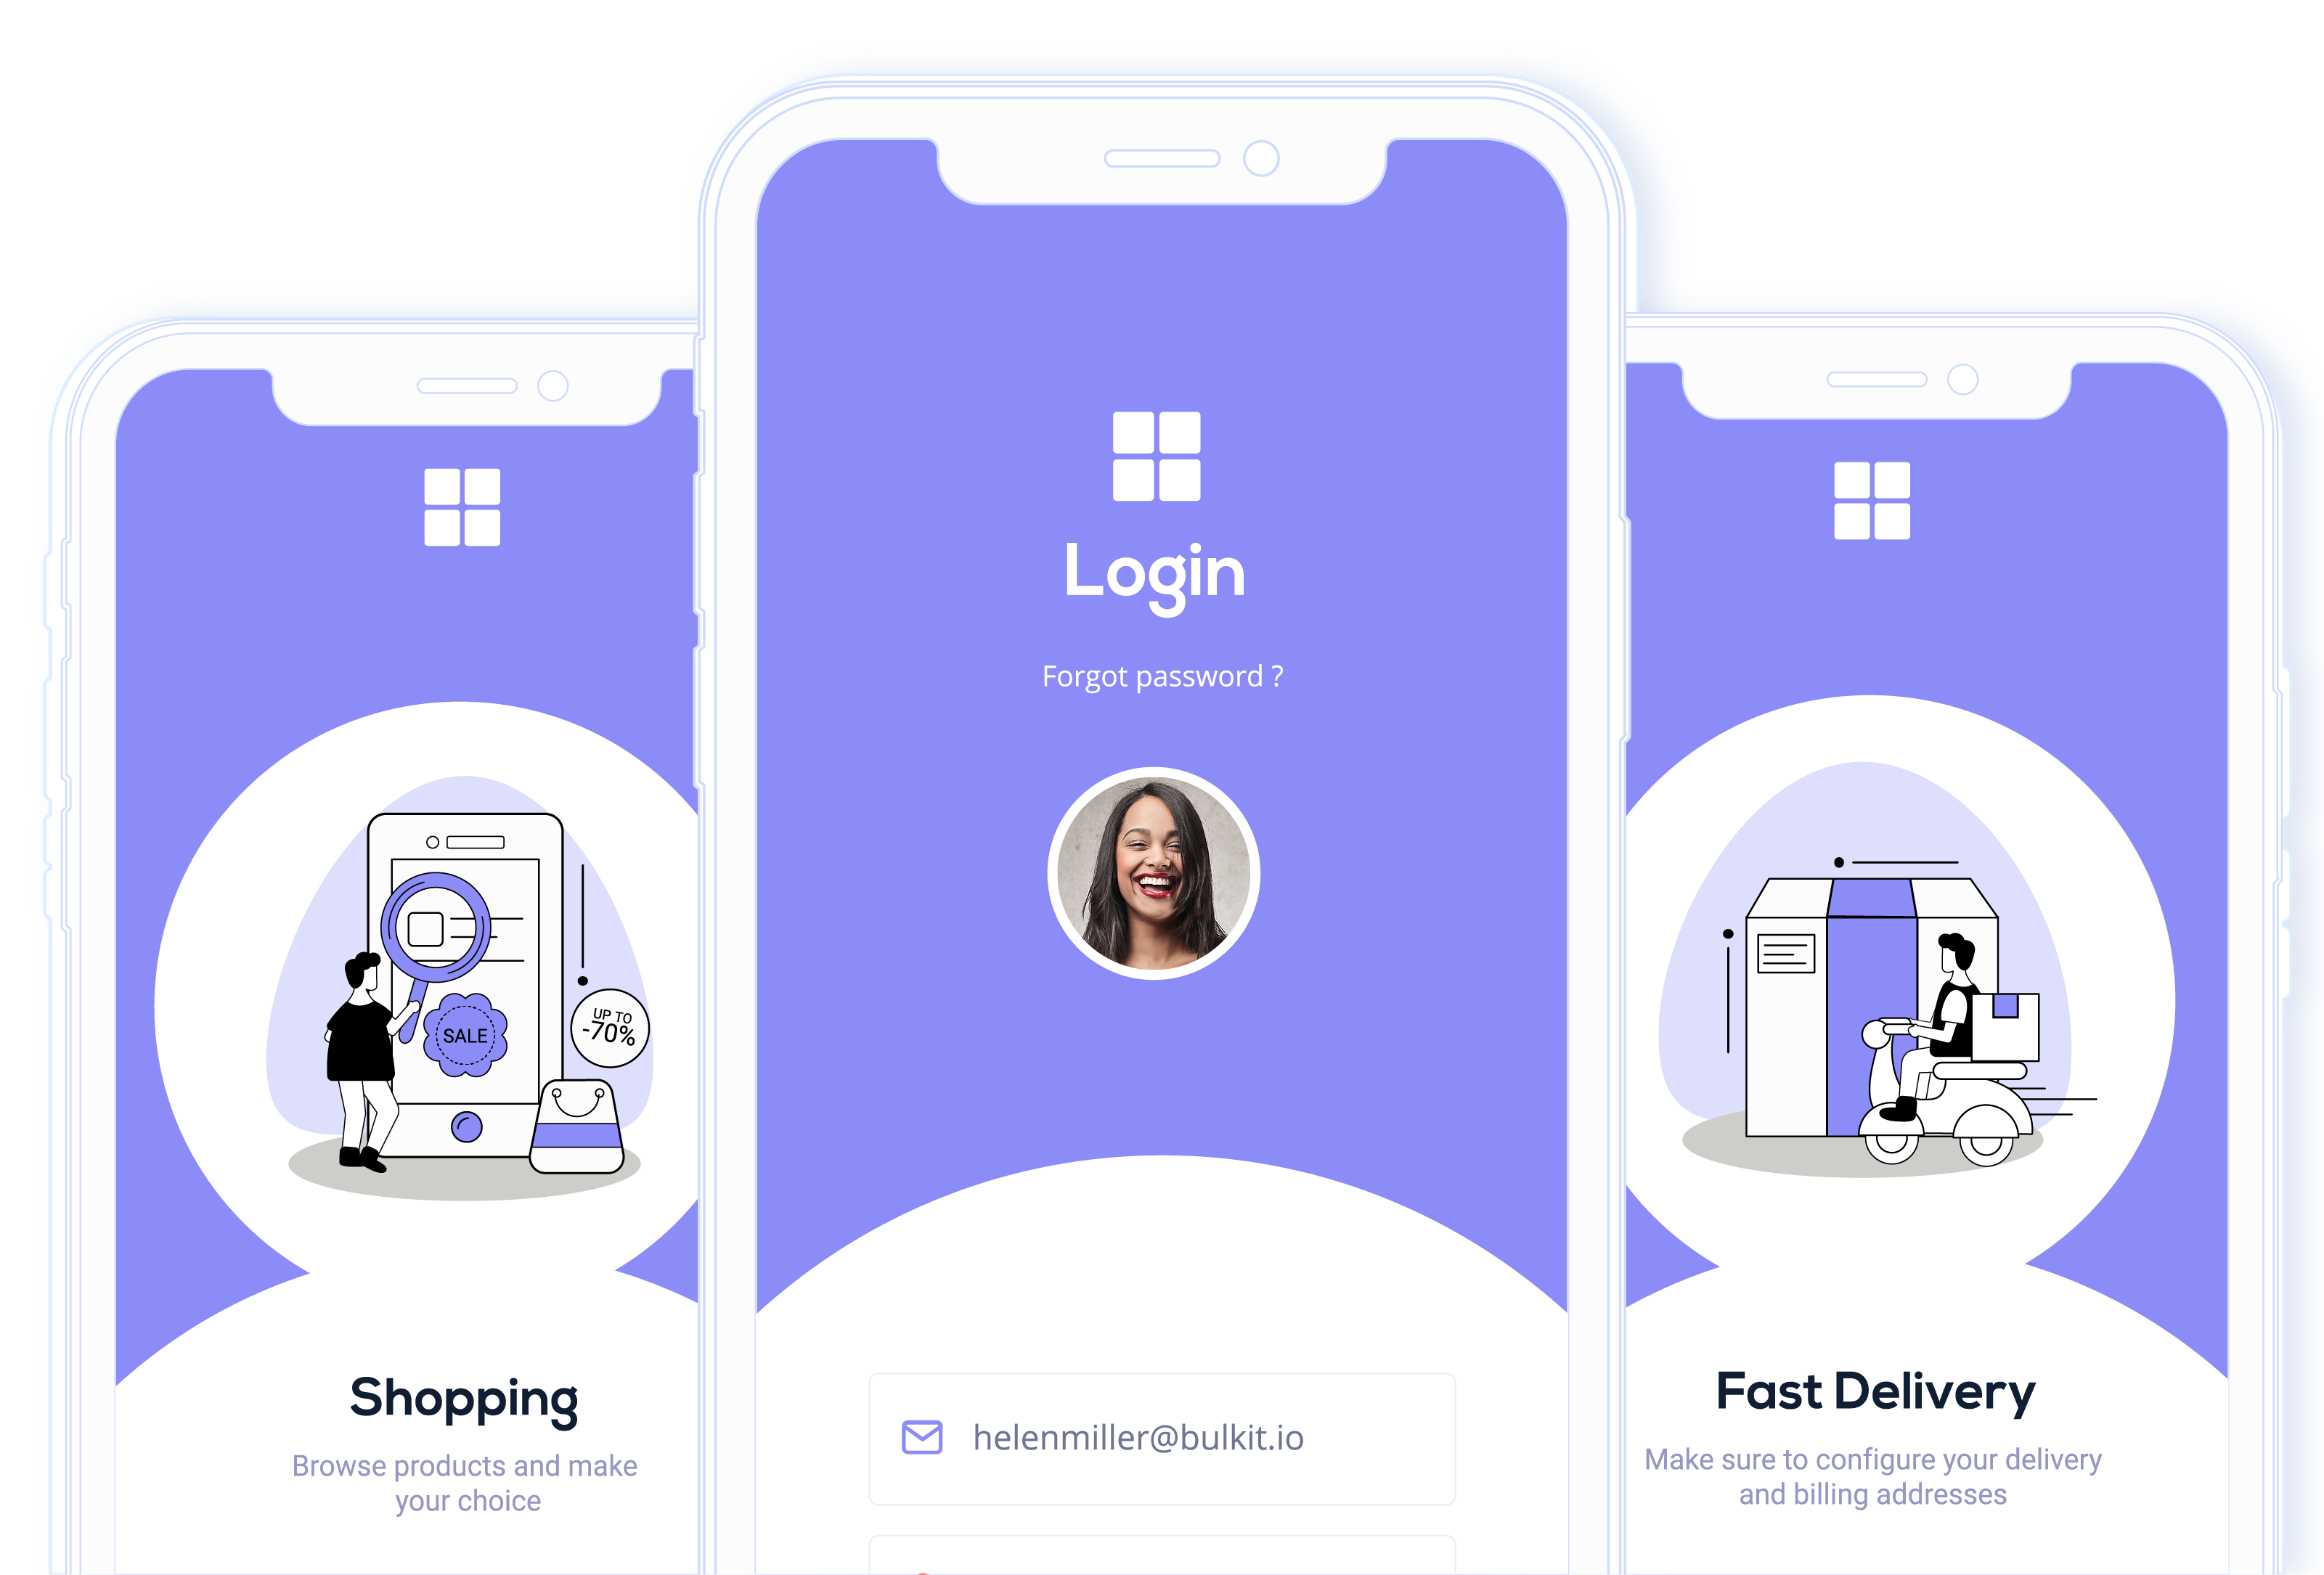 SALE
UP TO
-70%
Shopping
Browse products and make
your choice
Login
Forgot password ?
helenmiller@bulkit.io
Fast Delivery
Make sure to configure your delivery
and billing addresses